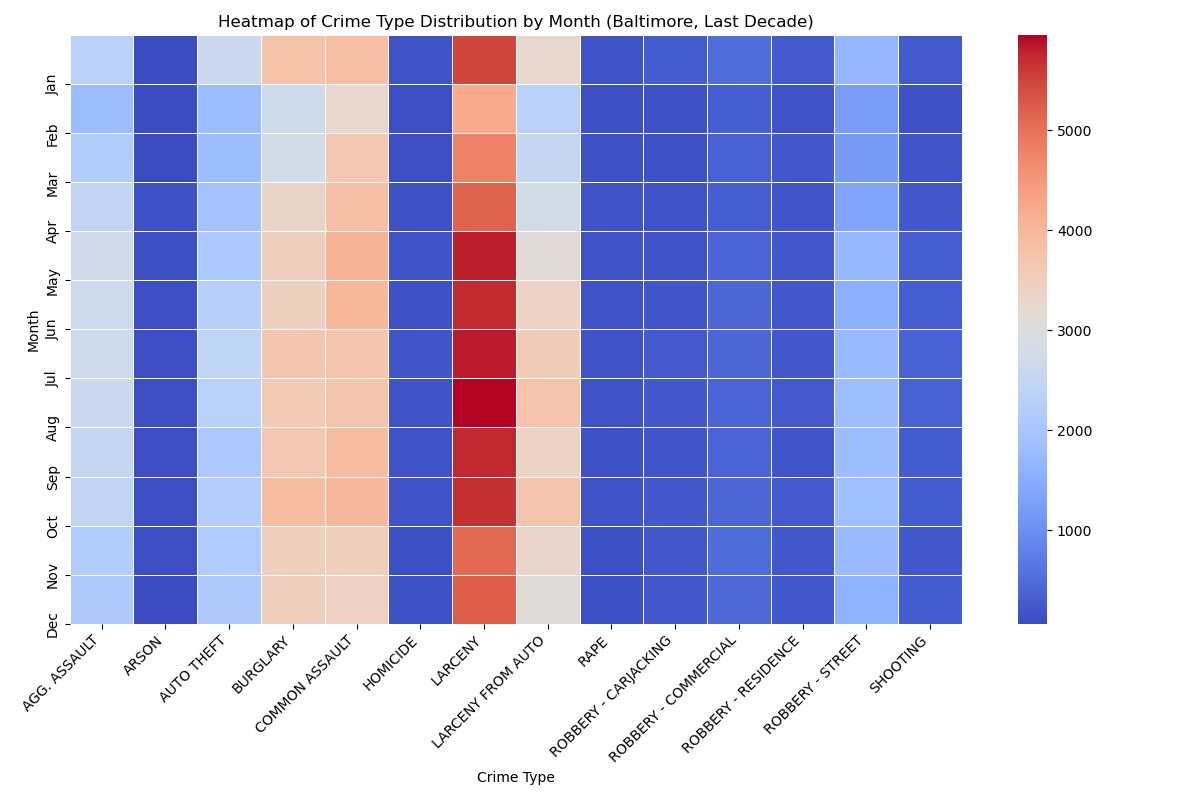 Heatmap of Crime Type Distribution by Month (Baltimore, Last Decade)
Month
Jan
Feb
Mar
Apr
May
Jun
Jul
Aug
Sep
Oct
Nov
Dec
AGG. ASSAULT
ARSON
AUTO THEFT
BURGLARY
COMMON ASSAULT
HOMICIDE
LARCENY
LARCENY FROM AUTO
RAPE
ROBBERY - CARJACKING
ROBBERY - COMMERCIAL
ROBBERY - RESIDENCE
ROBBERY - STREET
SHOOTING
Crime Type
5000
4000
3000
2000
1000